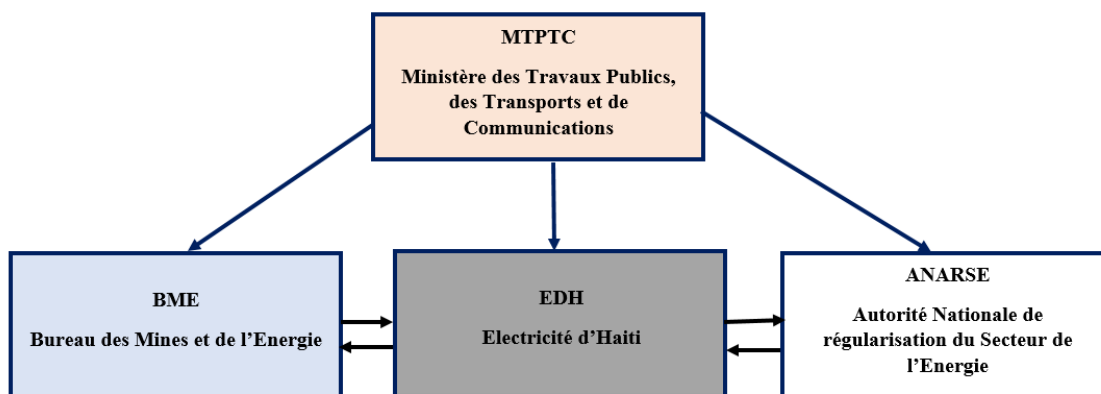 MTPTC
Ministère des Travaux Publics,
des Transports et de
Communications
BME
Bureau des Mines et de l’Energie
EDH
Electricité d’Haiti
ANARSE
Autorité Nationale de
régularisation du Secteur de
l’Energie